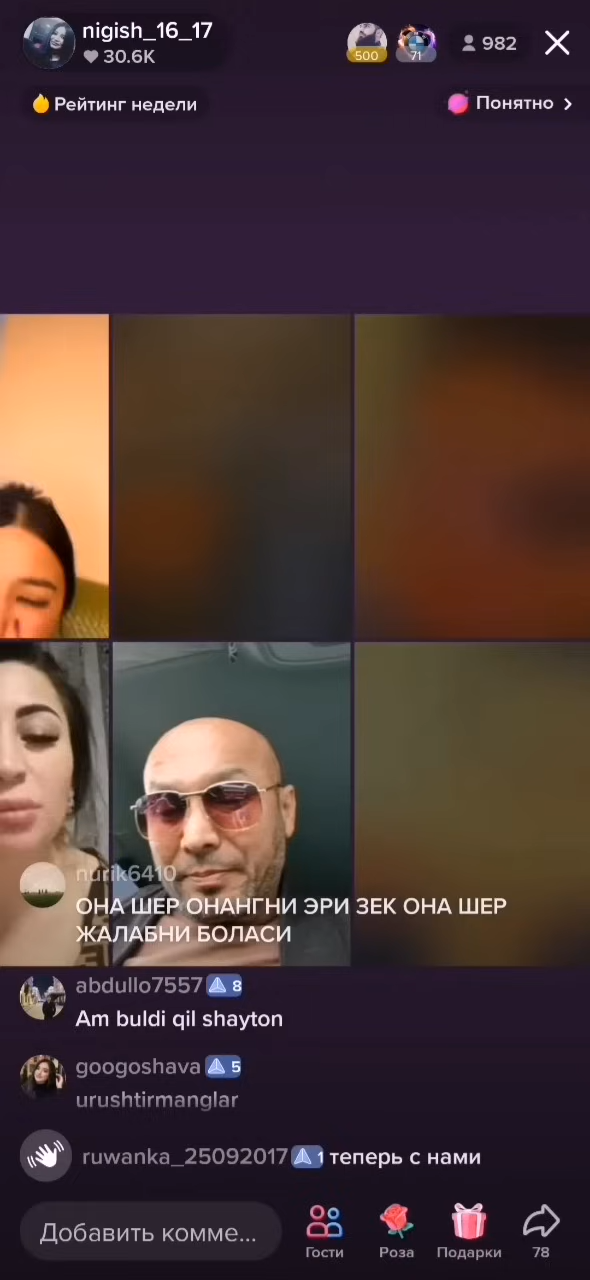 nigish_16_17
30.6K
500
71
982
Рейтинг недели
Понятно
nurik6410
ОНА ШЕР ОНАНГНИ ЭРИ ЗЕК ОНА ШЕР
ЖАЛАБНИ БОЛАСИ
abdullo7557 8
Am buldi qil shayton
googoshava 5
urushtirmanglar
ruwanka_25092017 1 теперь с нами
Добавить комме...
Гости
Роза
Подарки
78